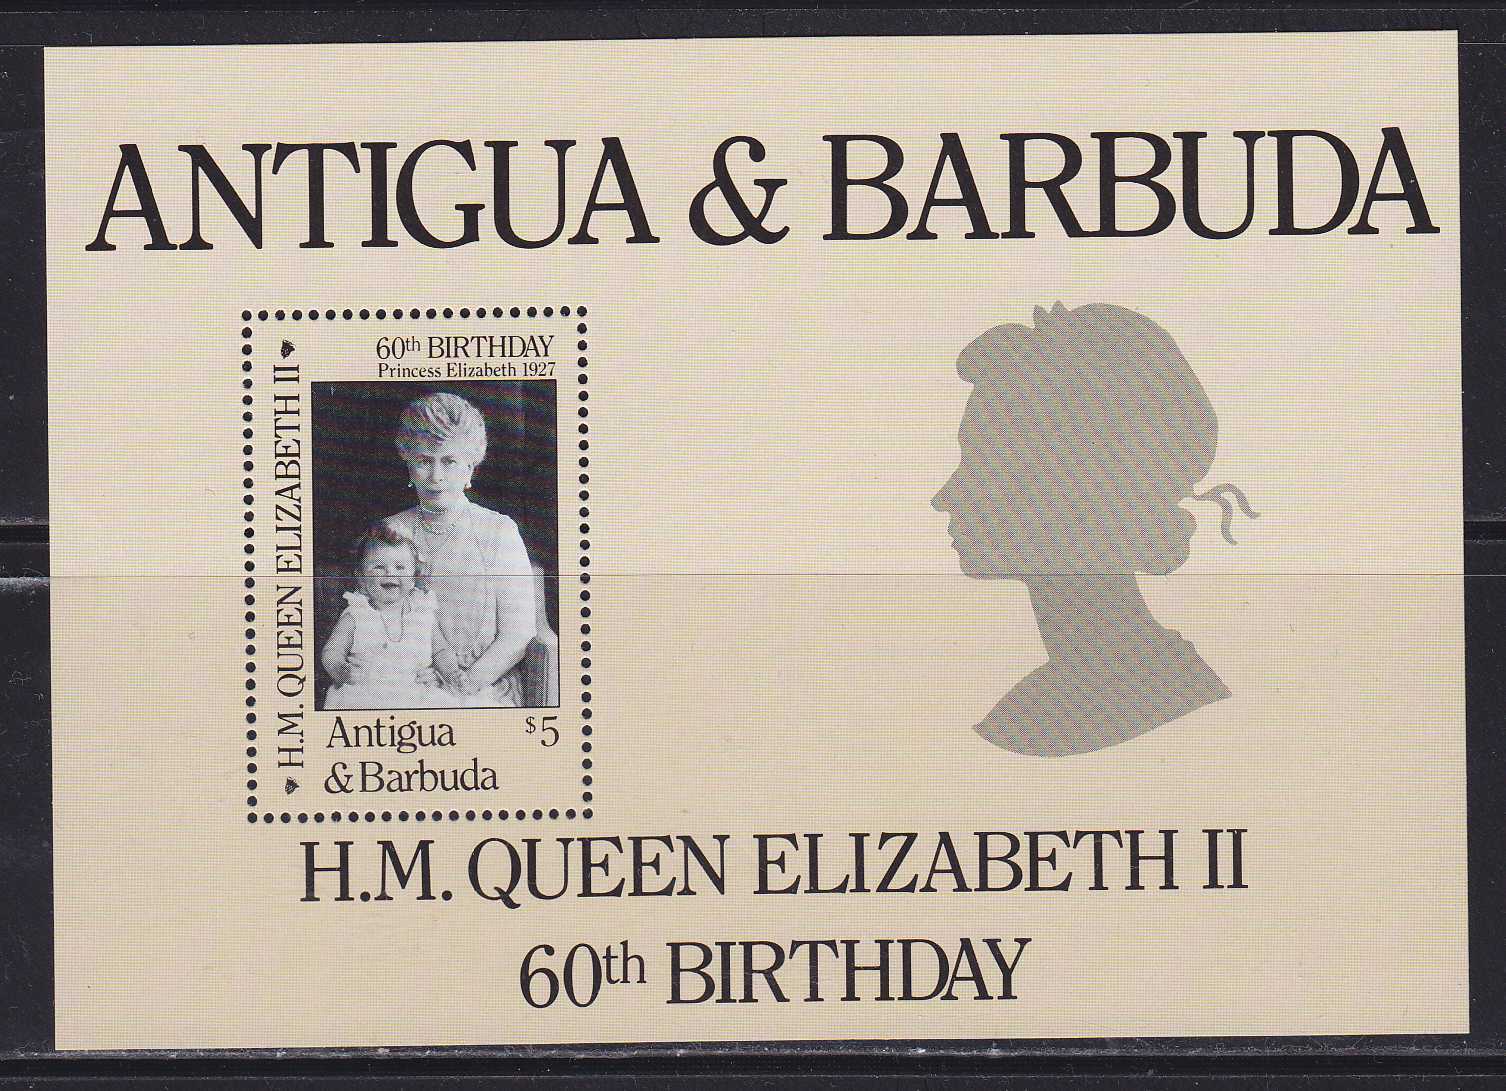 ANTIGUA & BARBUDA
60th BIRTHDAY
Princess Elizabeth 1927
H.M. QUEEN ELIZABETH II
Antigua $5
& Barbuda
H.M. QUEEN ELIZABETH II
60th BIRTHDAY